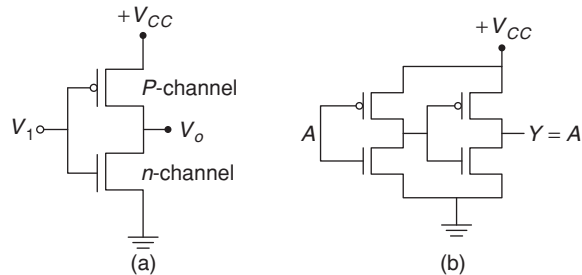 +VCC
P-channel
V1
Vo
n-channel
(a)
+VCC
A
Y = A
(b)